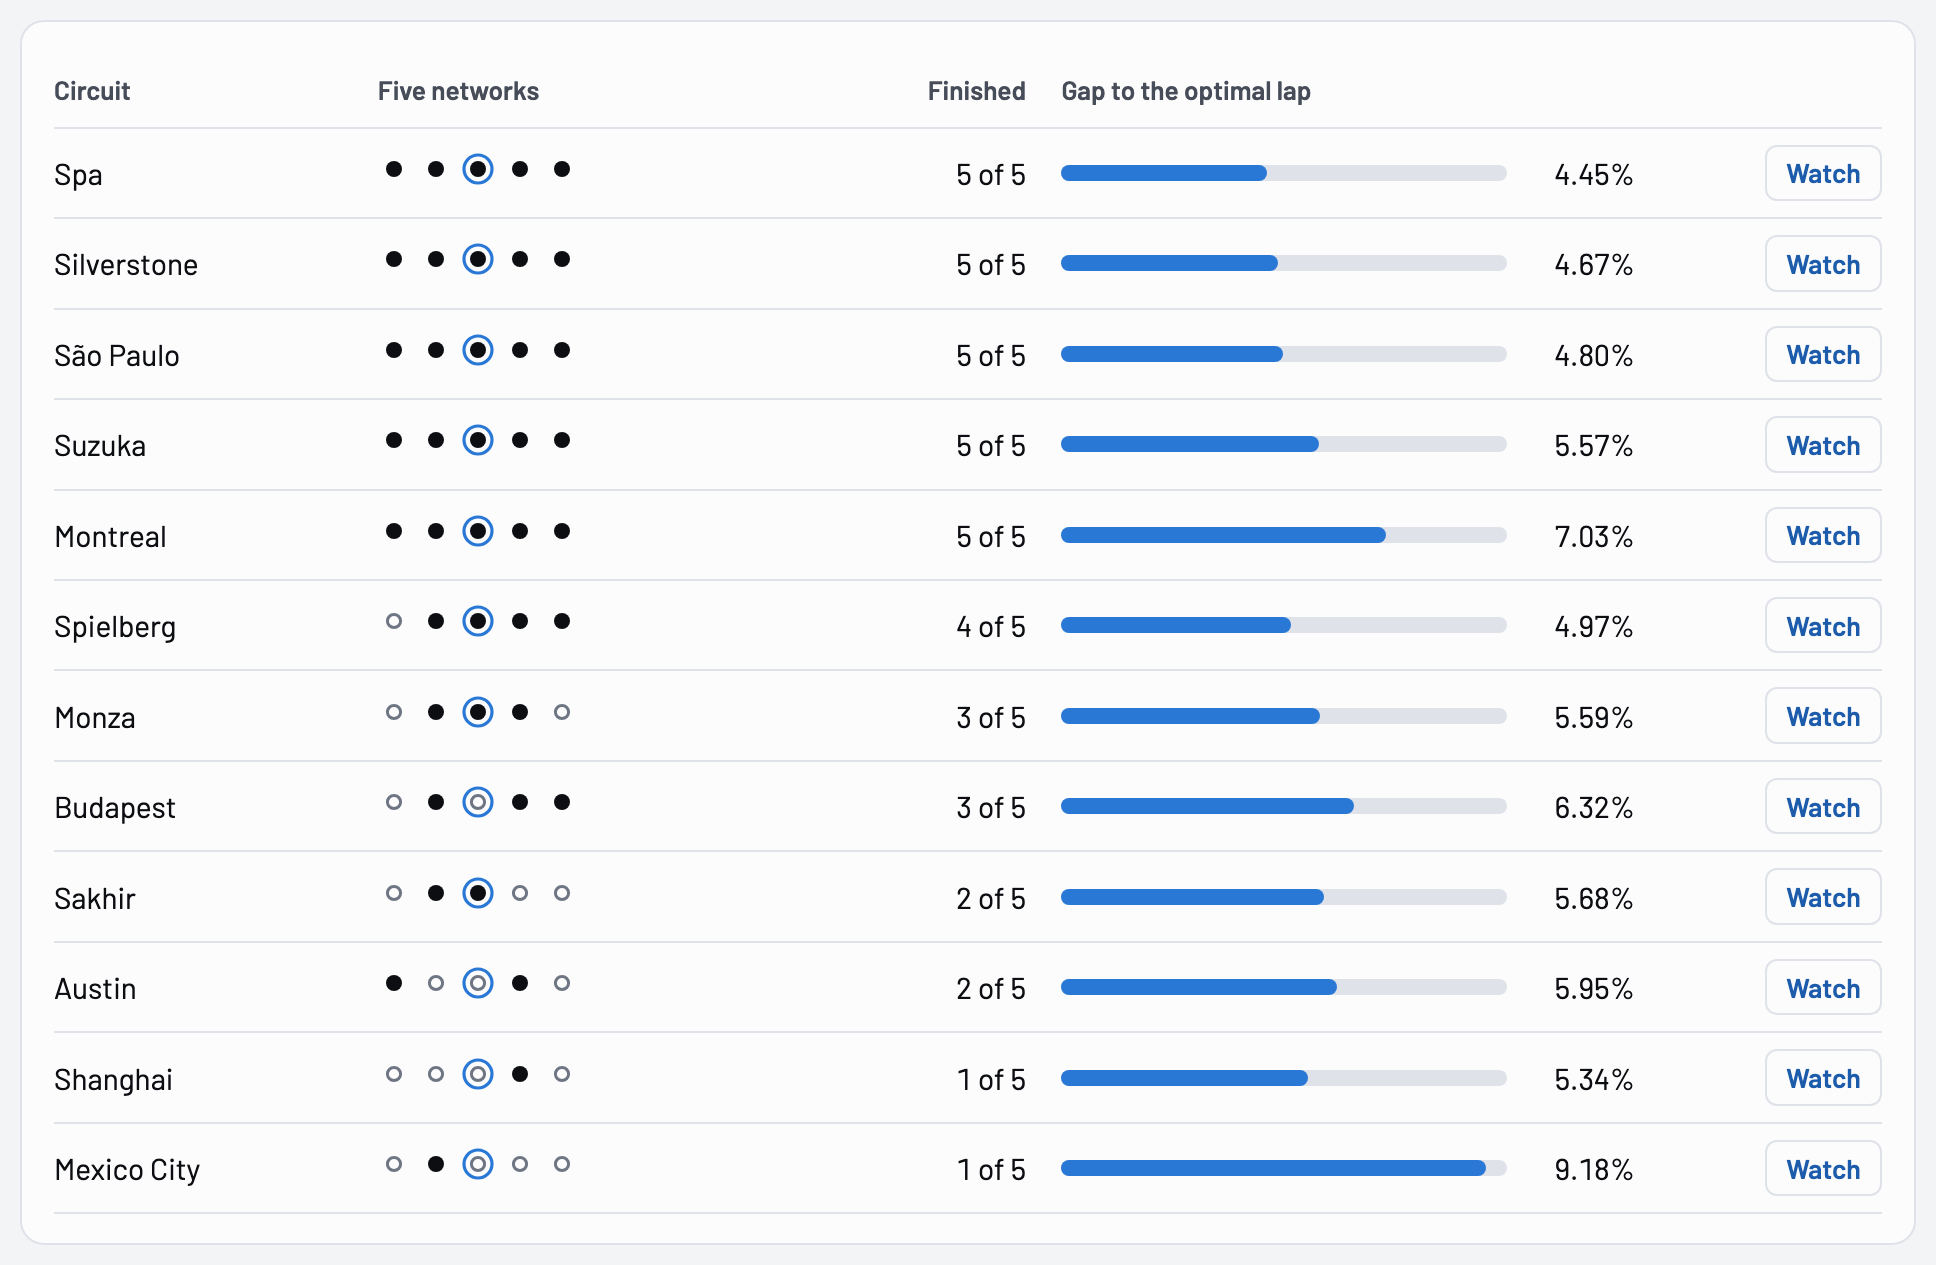 Circuit Five networks Finished Gap to the optimal lap
Spa 5 of 5 4.45% Watch
Silverstone 5 of 5 4.67% Watch
São Paulo 5 of 5 4.80% Watch
Suzuka 5 of 5 5.57% Watch
Montreal 5 of 5 7.03% Watch
Spielberg 4 of 5 4.97% Watch
Monza 3 of 5 5.59% Watch
Budapest 3 of 5 6.32% Watch
Sakhir 2 of 5 5.68% Watch
Austin 2 of 5 5.95% Watch
Shanghai 1 of 5 5.34% Watch
Mexico City 1 of 5 9.18% Watch